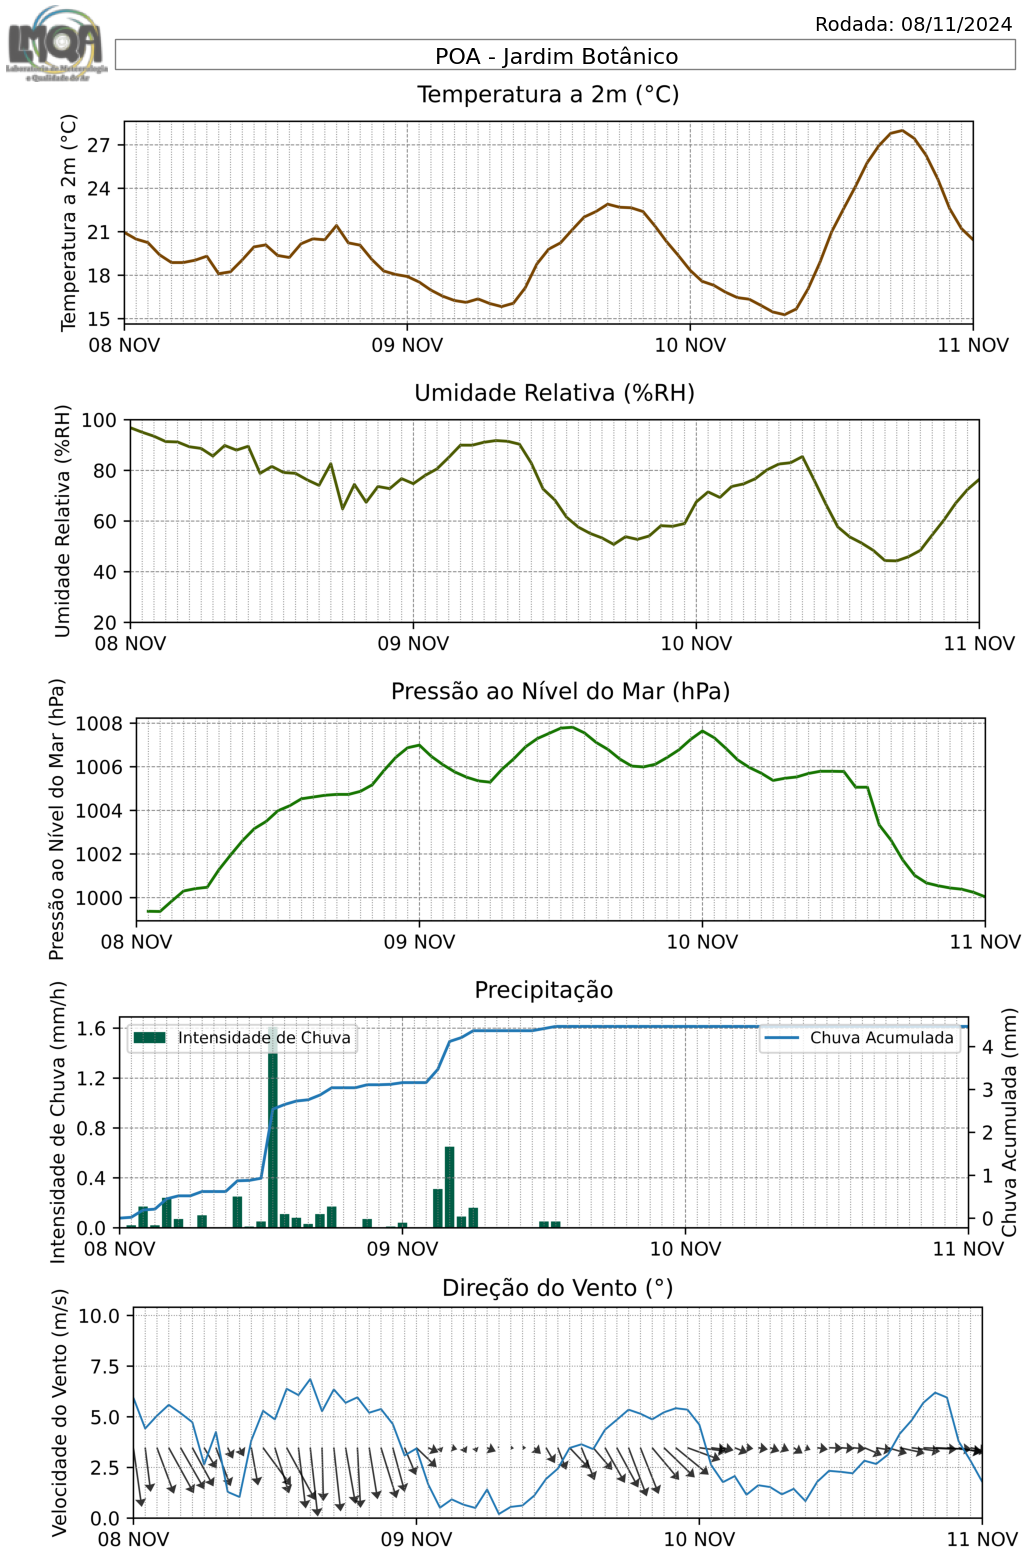 LMQA
Laboratório de Meteorologia
e Qualidade do Ar
Rodada: 08/11/2024
POA - Jardim Botânico
Temperatura a 2m (°C)
Temperatura a 2m (°C)
27
24
21
18
15
08 NOV 09 NOV 10 NOV 11 NOV
Umidade Relativa (%RH)
Umidade Relativa (%RH)
100
80
60
40
20
08 NOV 09 NOV 10 NOV 11 NOV
Pressão ao Nível do Mar (hPa)
Pressão ao Nível do Mar (hPa)
1008
1006
1004
1002
1000
08 NOV 09 NOV 10 NOV 11 NOV
Precipitação
Intensidade de Chuva (mm/h)
1.6
1.2
0.8
0.4
0.0
Intensidade de Chuva
Chuva Acumulada
4
3
2
1
0
Chuva Acumulada (mm)
08 NOV 09 NOV 10 NOV 11 NOV
Direção do Vento (°)
Velocidade do Vento (m/s)
10.0
7.5
5.0
2.5
0.0
08 NOV 09 NOV 10 NOV 11 NOV